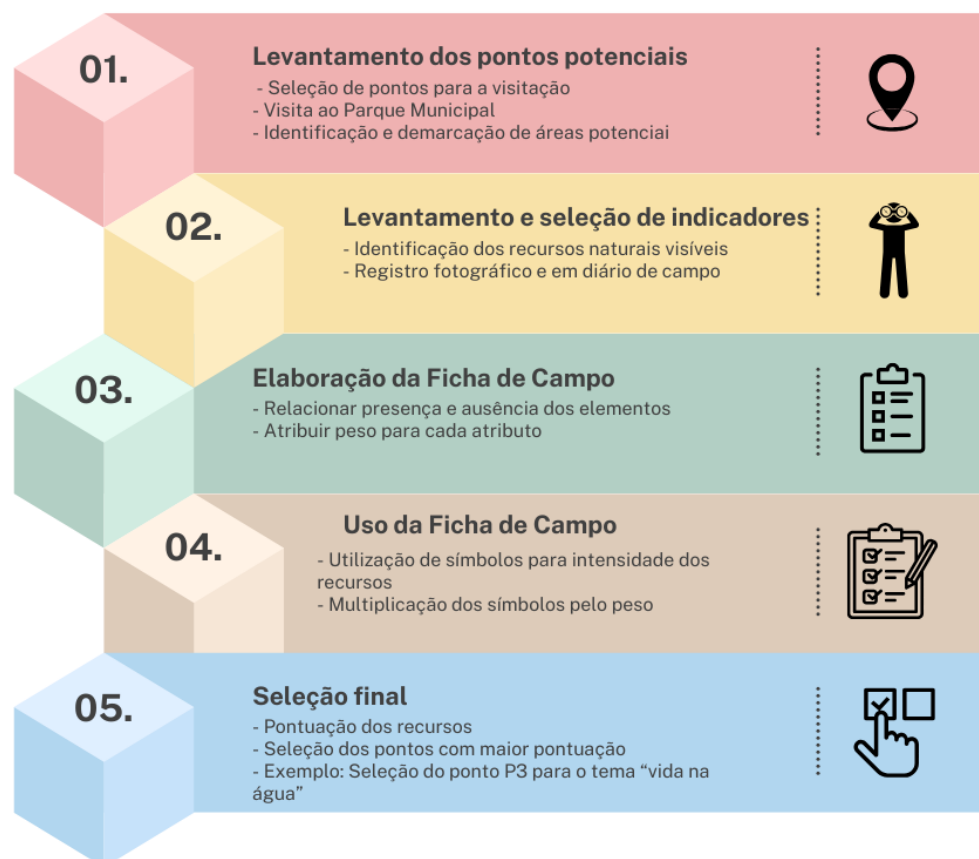 01.
Levantamento dos pontos potenciais
- Seleção de pontos para a visitação
- Visita ao Parque Municipal
- Identificação e demarcação de áreas potenciai
02.
Levantamento e seleção de indicadores
- Identificação dos recursos naturais visíveis
- Registro fotográfico e em diário de campo
03.
Elaboração da Ficha de Campo
- Relacionar presença e ausência dos elementos
- Atribuir peso para cada atributo
04.
Uso da Ficha de Campo
- Utilização de símbolos para intensidade dos
recursos
- Multiplicação dos símbolos pelo peso
05.
Seleção final
- Pontuação dos recursos
- Seleção dos pontos com maior pontuação
- Exemplo: Seleção do ponto P3 para o tema “vida na
água”